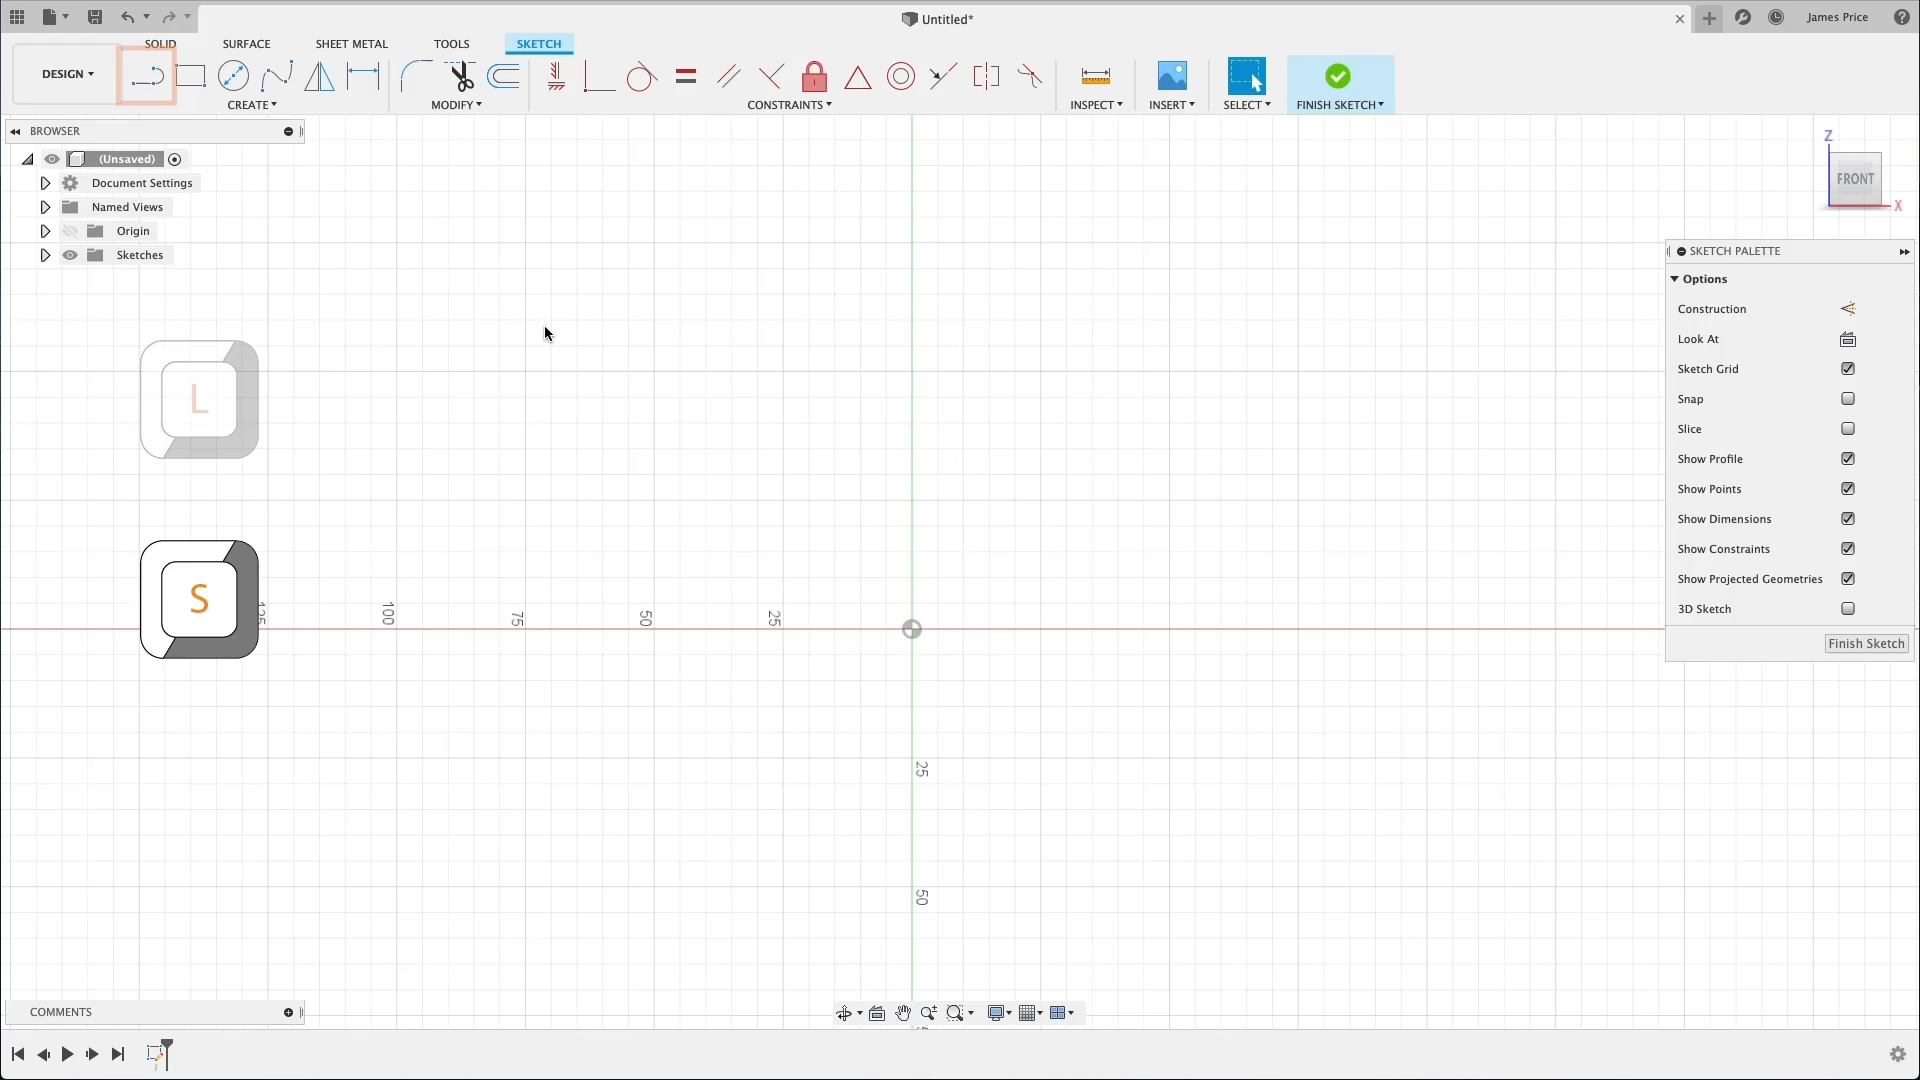 Untitled*
James Price
SOLID SURFACE SHEET METAL TOOLS SKETCH
DESIGN
CREATE MODIFY CONSTRAINTS INSPECT INSERT SELECT FINISH SKETCH
BROWSER
(Unsaved)
Document Settings
Named Views
Origin
Sketches
Z
FRONT
X
SKETCH PALETTE
Options
Construction
Look At
Sketch Grid
Snap
Slice
Show Profile
Show Points
Show Dimensions
Show Constraints
Show Projected Geometries
3D Sketch
Finish Sketch
L
S
125 100 75 50 25
25
50
COMMENTS